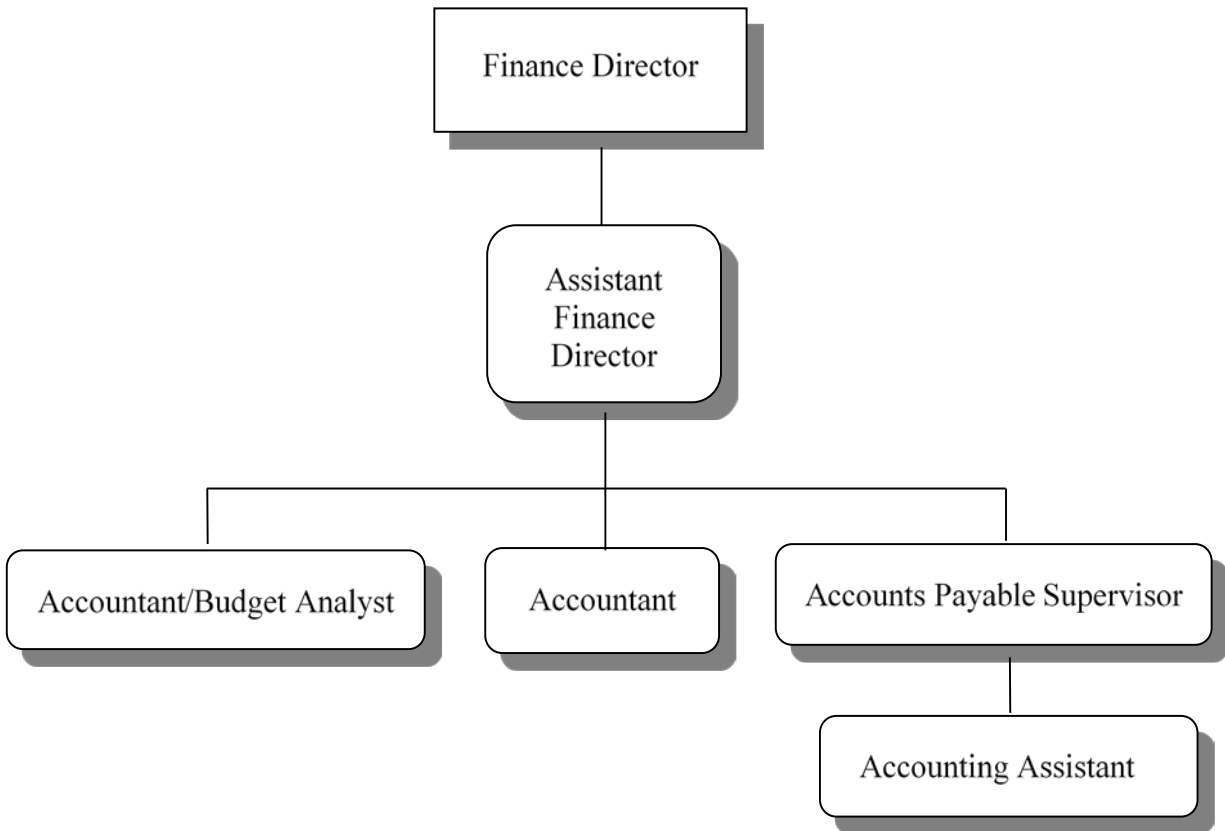 Finance Director
Assistant
Finance
Director
Accountant/Budget Analyst
Accountant
Accounts Payable Supervisor
Accounting Assistant